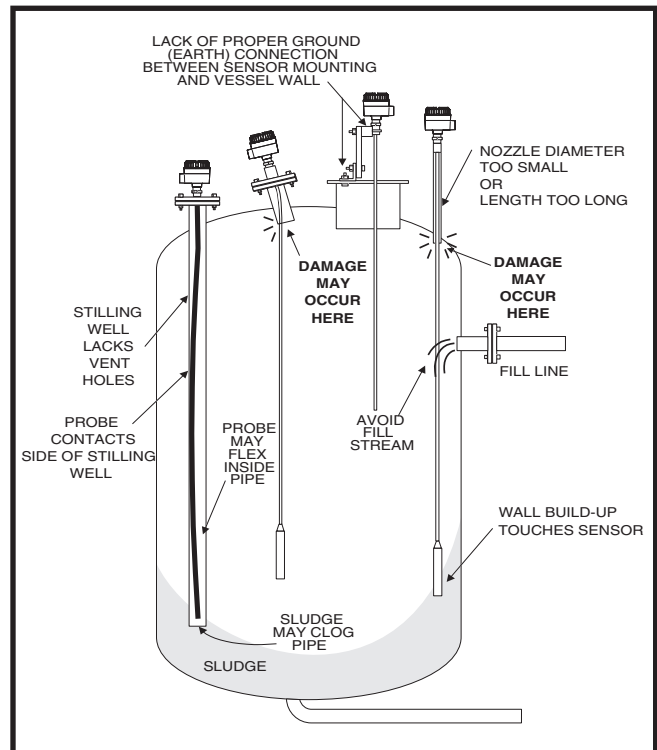 LACK OF PROPER GROUND
(EARTH) CONNECTION
BETWEEN SENSOR MOUNTING
AND VESSEL WALL
NOZZLE DIAMETER
TOO SMALL
OR
LENGTH TOO LONG
DAMAGE
MAY
OCCUR
HERE
DAMAGE
MAY
OCCUR
HERE
STILLING
WELL
LACKS
VENT
HOLES
FILL LINE
PROBE
CONTACTS
SIDE OF STILLING
WELL
PROBE
MAY
FLEX
INSIDE
PIPE
AVOID
FILL
STREAM
WALL BUILD-UP
TOUCHES SENSOR
SLUDGE
MAY CLOG
PIPE
SLUDGE